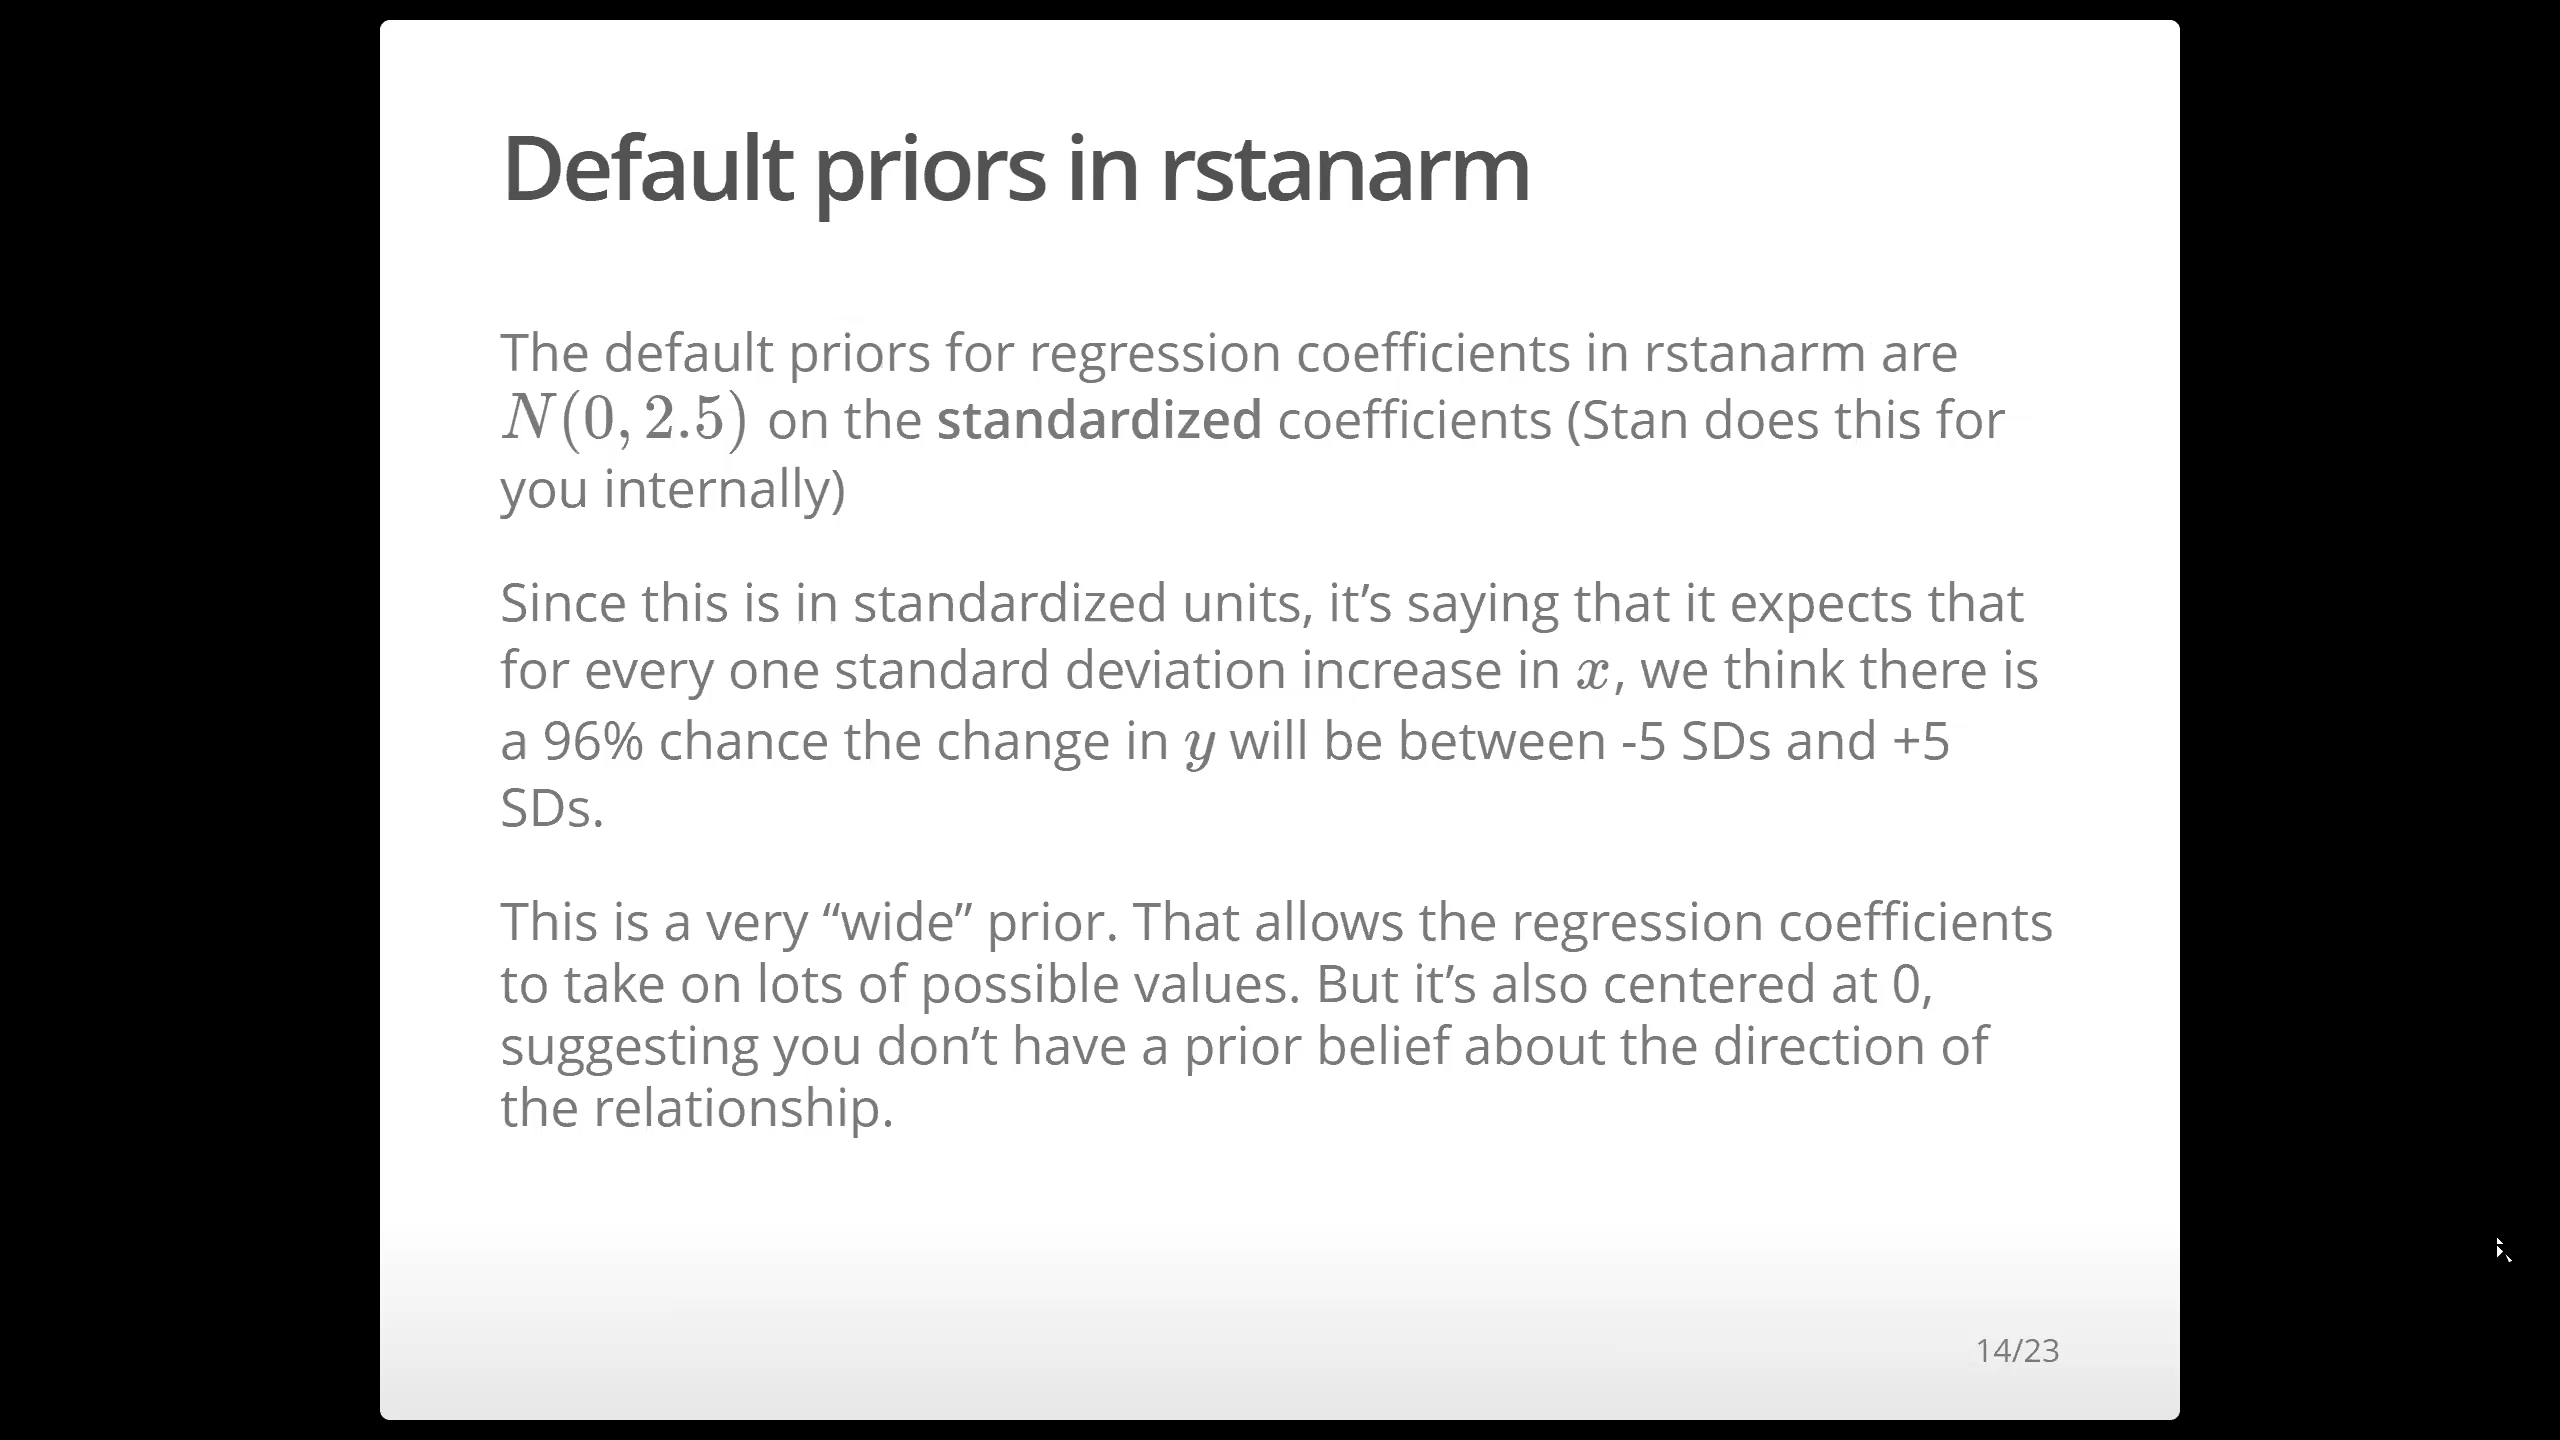 Default priors in rstanarm
The default priors for regression coefficients in rstanarm are
N(0, 2.5) on the standardized coefficients (Stan does this for
you internally)
Since this is in standardized units, it’s saying that it expects that
for every one standard deviation increase in x, we think there is
a 96% chance the change in y will be between -5 SDs and +5
SDs.
This is a very “wide” prior. That allows the regression coefficients
to take on lots of possible values. But it’s also centered at 0,
suggesting you don’t have a prior belief about the direction of
the relationship.
14/23